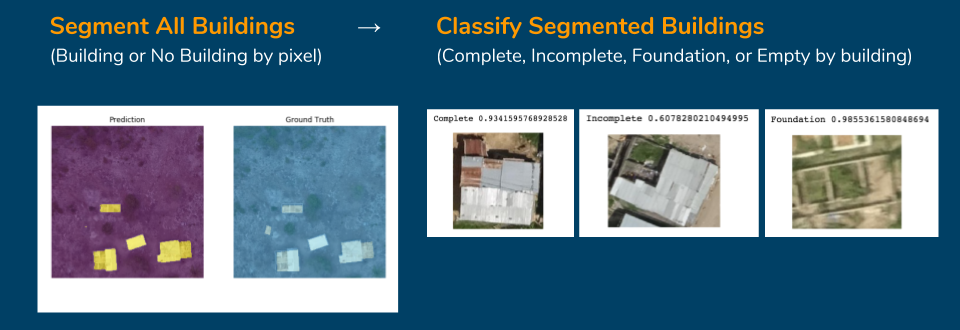 Segment All Buildings → Classify Segmented Buildings
(Building or No Building by pixel) (Complete, Incomplete, Foundation, or Empty by building)
Prediction Ground Truth
Complete 0.9341595768928528 Incomplete 0.6078280210494995 Foundation 0.9855361580848694